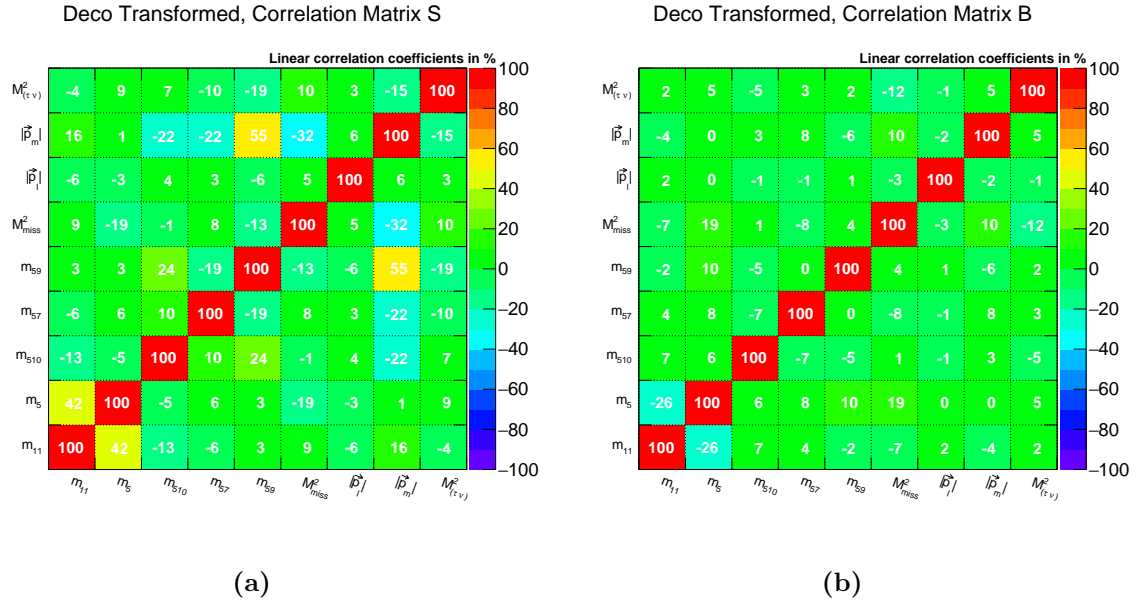 Deco Transformed, Correlation Matrix S
Linear correlation coefficients in %
M²(τ ν) -4 9 7 -10 -19 10 3 -15 100
|p⃗m| 16 1 -22 -22 55 -32 6 100 -15
|p⃗l| -6 -3 4 3 -6 5 100 6 3
M²miss 9 -19 -1 8 -13 100 5 -32 10
m59 3 3 24 -19 100 -13 -6 55 -19
m57 -6 6 10 100 -19 8 3 -22 -10
m510 -13 -5 100 10 24 -1 4 -22 7
m5 42 100 -5 6 3 -19 -3 1 9
m11 100 42 -13 -6 3 9 -6 16 -4
m11 m5 m510 m57 m59 M²miss |p⃗l| |p⃗m| M²(τ ν)
100
80
60
40
20
0
−20
−40
−60
−80
−100
(a)
Deco Transformed, Correlation Matrix B
Linear correlation coefficients in %
M²(τ ν) 2 5 -5 3 2 -12 -1 5 100
|p⃗m| -4 0 3 8 -6 10 -2 100 5
|p⃗l| 2 0 -1 -1 1 -3 100 -2 -1
M²miss -7 19 1 -8 4 100 -3 10 -12
m59 -2 10 -5 0 100 4 1 -6 2
m57 4 8 -7 100 0 -8 -1 8 3
m510 7 6 100 -7 -5 1 -1 3 -5
m5 -26 100 6 8 10 19 0 0 5
m11 100 -26 7 4 -2 -7 2 -4 2
m11 m5 m510 m57 m59 M²miss |p⃗l| |p⃗m| M²(τ ν)
100
80
60
40
20
0
−20
−40
−60
−80
−100
(b)